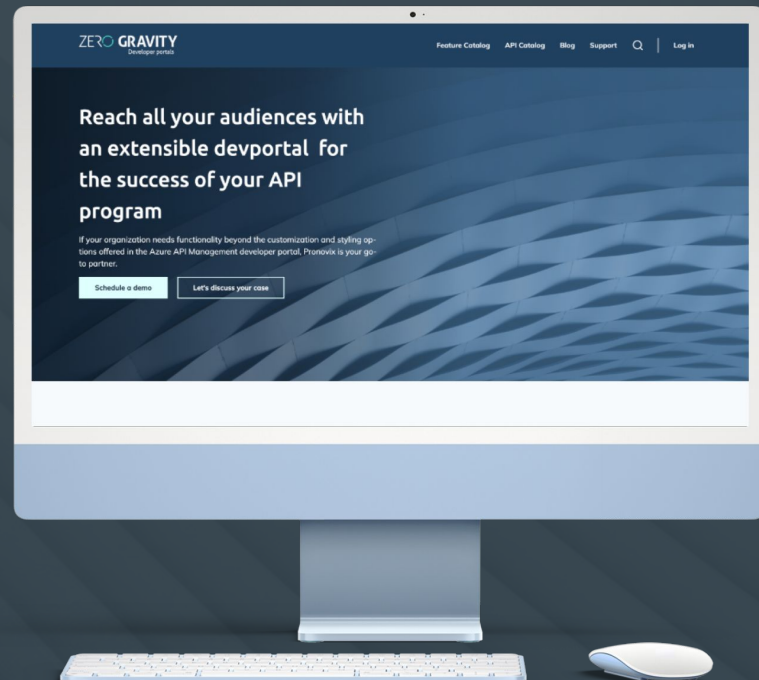 ZERO GRAVITY
Developer portals
Feature Catalog API Catalog Blog Support Log in
Reach all your audiences with
an extensible devportal for
the success of your API
program
If your organization needs functionality beyond the customization and styling op-
tions offered in the Azure API Management developer portal, Pronovix is your go-
to partner.
Schedule a demo Let's discuss your case